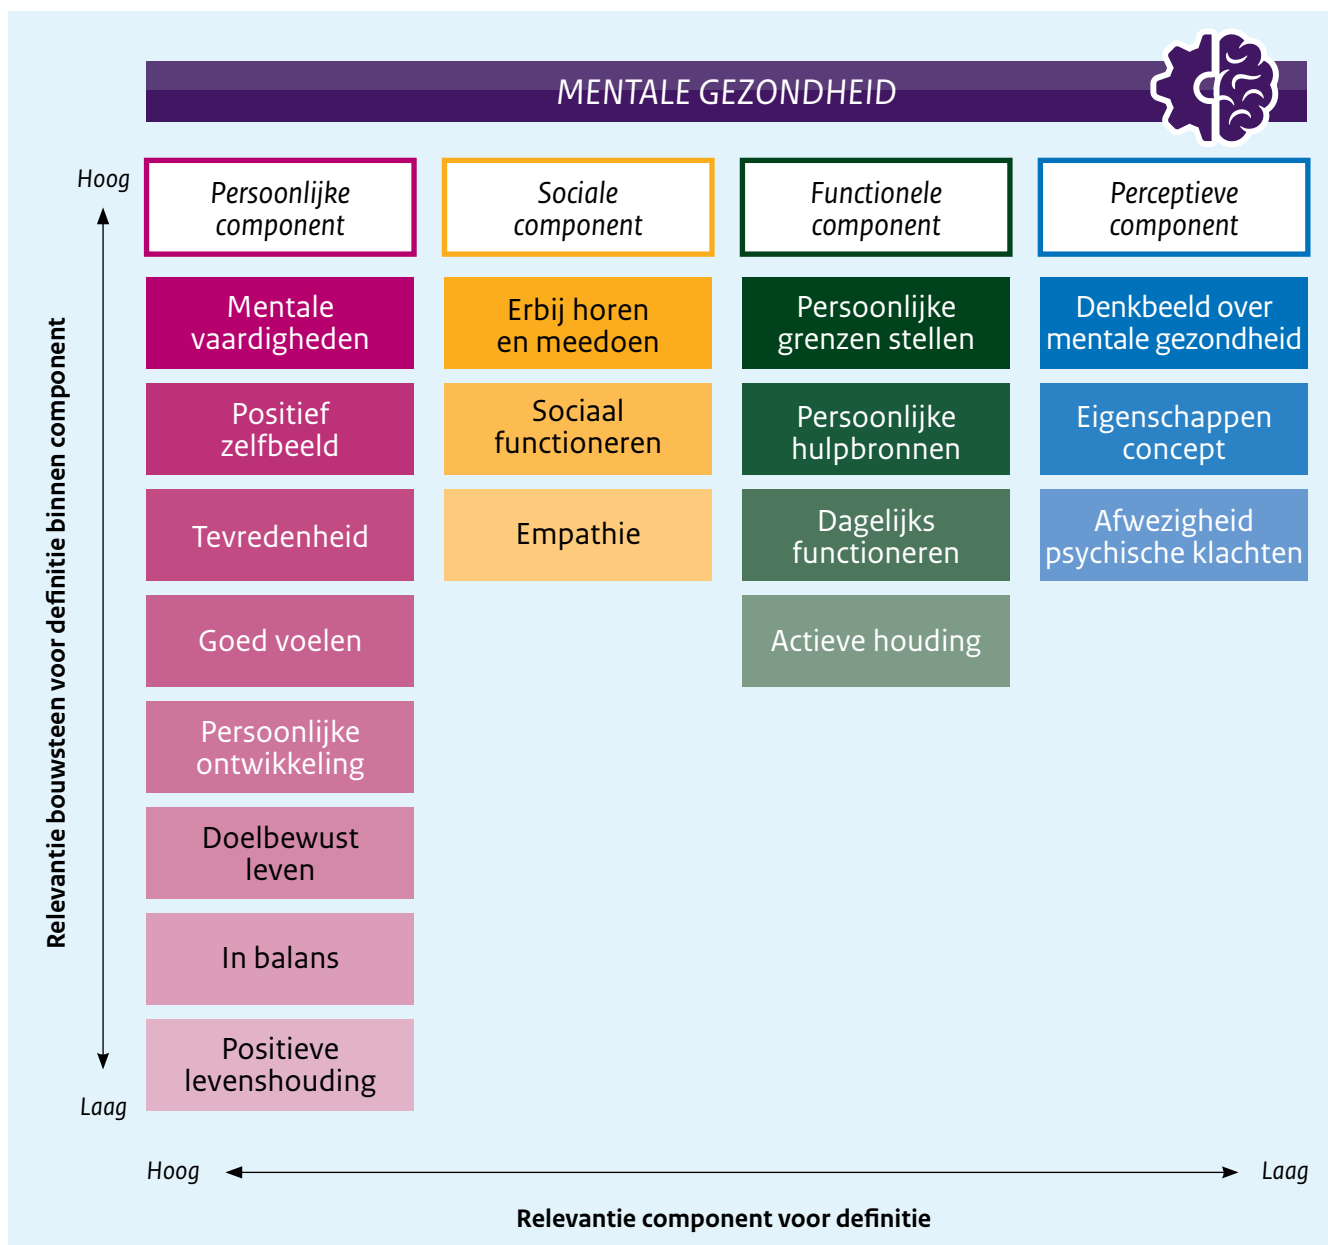 MENTALE GEZONDHEID
Hoog
Persoonlijke
component
Sociale
component
Functionele
component
Perceptieve
component
Relevantie bouwsteen voor definitie binnen component
Mentale
vaardigheden
Positief
zelfbeeld
Tevredenheid
Goed voelen
Persoonlijke
ontwikkeling
Doelbewust
leven
In balans
Positieve
levenshouding
Erbij horen
en meedoen
Sociaal
functioneren
Empathie
Persoonlijke
grenzen stellen
Persoonlijke
hulpbronnen
Dagelijks
functioneren
Actieve houding
Denkbeeld over
mentale gezondheid
Eigenschappen
concept
Afwezigheid
psychische klachten
Laag
Hoog
Laag
Relevantie component voor definitie